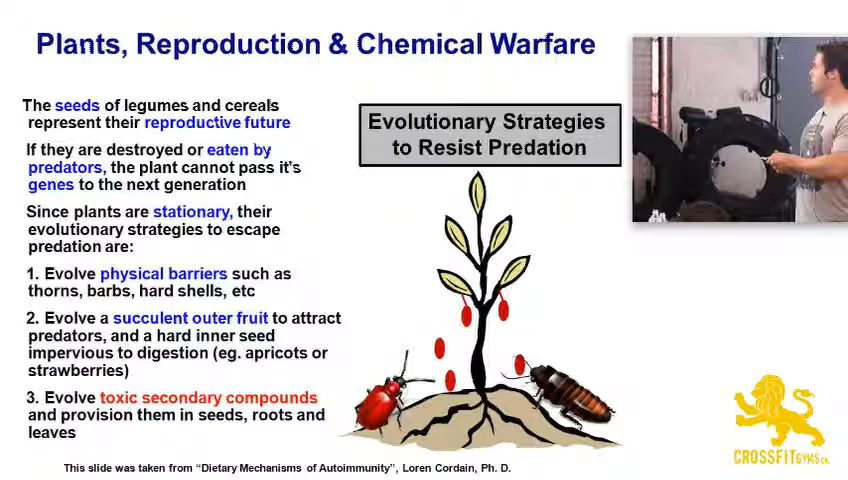 Plants, Reproduction & Chemical Warfare
The seeds of legumes and cereals
represent their reproductive future
If they are destroyed or eaten by
predators, the plant cannot pass it's
genes to the next generation
Since plants are stationary, their
evolutionary strategies to escape
predation are:
1. Evolve physical barriers such as
thorns, barbs, hard shells, etc
2. Evolve a succulent outer fruit to attract
predators, and a hard inner seed
impervious to digestion (eg. apricots or
strawberries)
3. Evolve toxic secondary compounds
and provision them in seeds, roots and
leaves
Evolutionary Strategies
to Resist Predation
CROSSFITGYMS.CA
This slide was taken from “Dietary Mechanisms of Autoimmunity”, Loren Cordain, Ph. D.